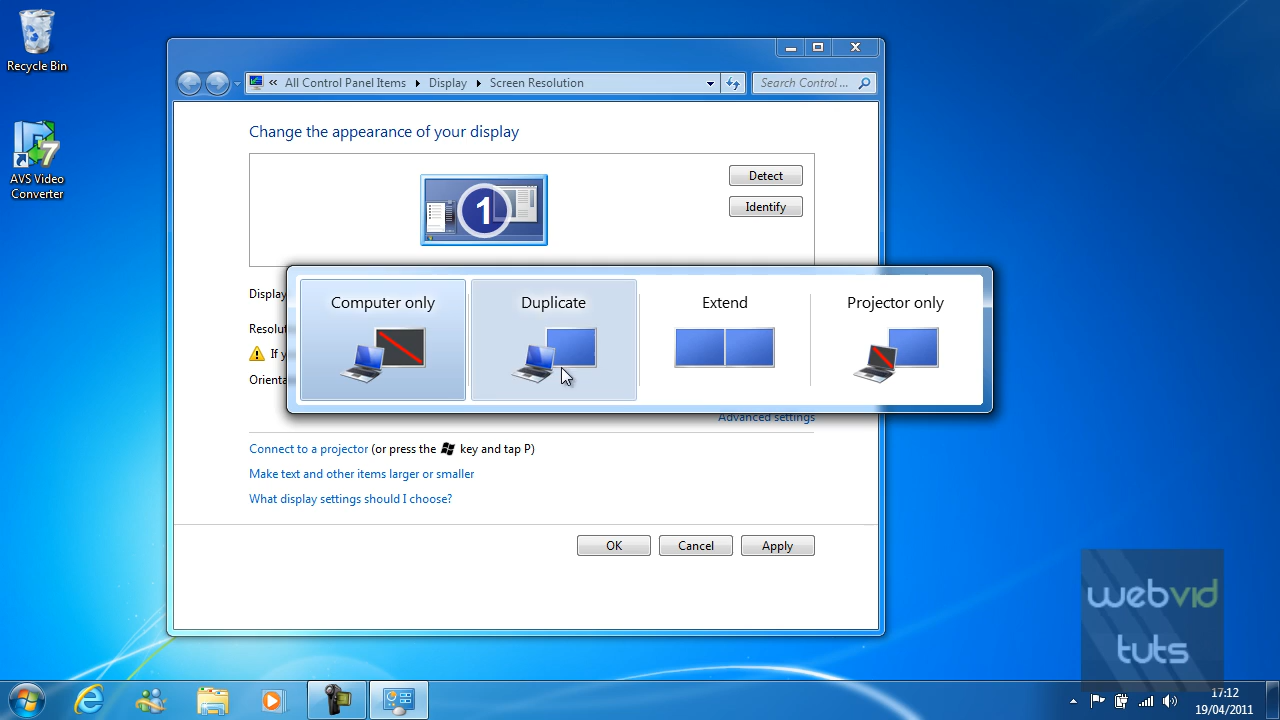 Recycle Bin
AVS Video
Converter
All Control Panel Items
Display
Screen Resolution
Search Control ...
Change the appearance of your display
Detect
Identify
1
Display
Resolut
If y
Orienta
Computer only
Duplicate
Extend
Projector only
Advanced settings
Connect to a projector (or press the key and tap P)
Make text and other items larger or smaller
What display settings should I choose?
OK
Cancel
Apply
webvid
tuts
17:12
19/04/2011